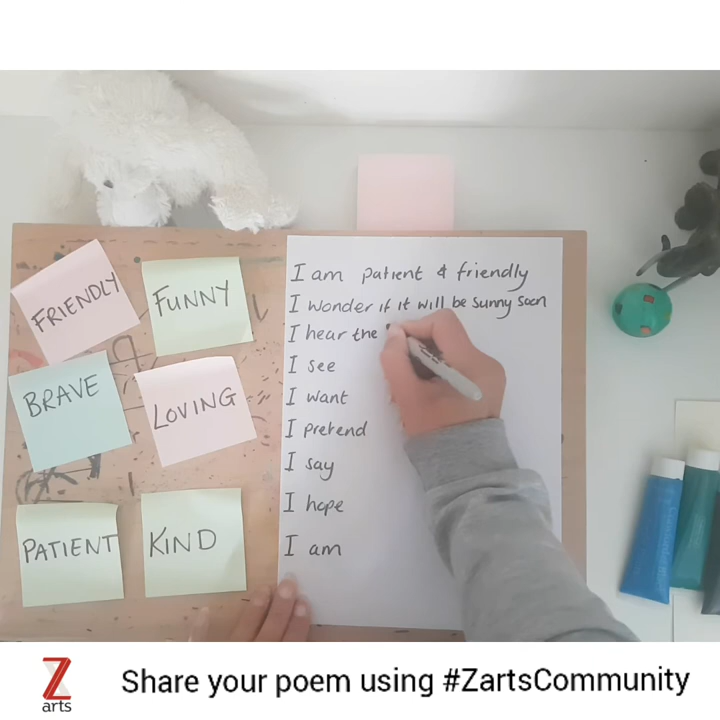 FRIENDLY
FUNNY
BRAVE
LOVING
PATIENT
KIND
I am patient & friendly
I wonder if it will be sunny soon
I hear the
I see
I want
I pretend
I say
I hope
I am
Z
arts
Share your poem using #ZartsCommunity